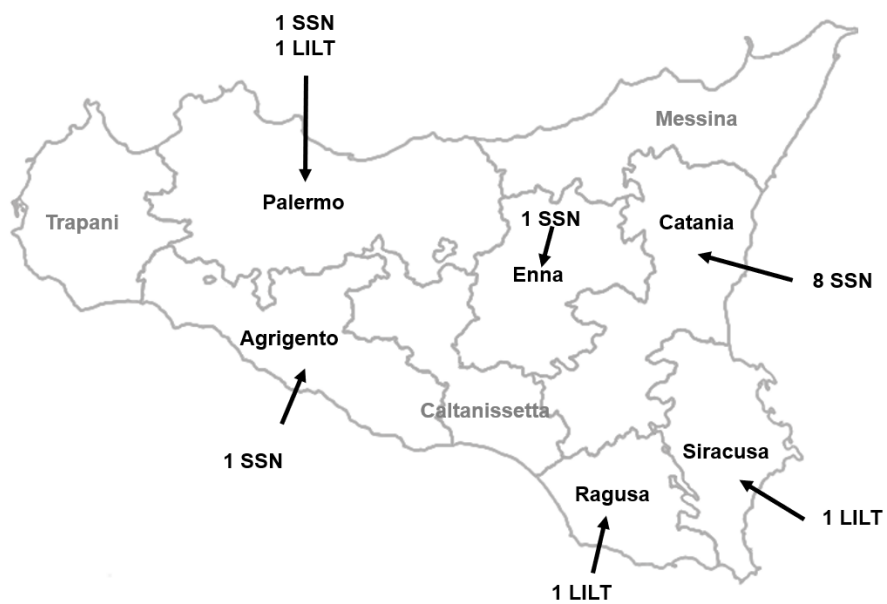 1 SSN
1 LILT
Messina
Palermo
Trapani
1 SSN
Catania
Enna
8 SSN
Agrigento
Caltanissetta
1 SSN
Siracusa
Ragusa
1 LILT
1 LILT